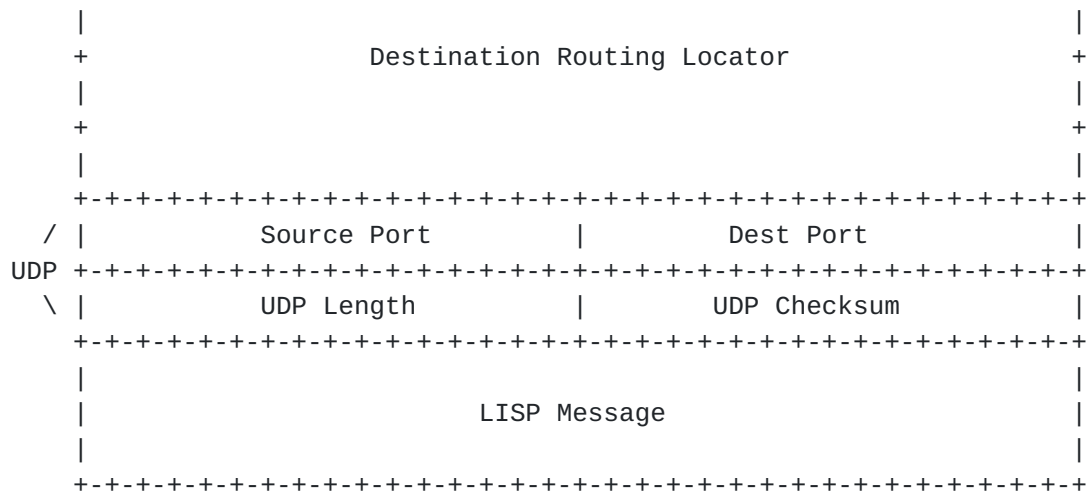 |                                                               |
+                  Destination Routing Locator                  +
|                                                               |
+                                                               +
|                                                               |
+-+-+-+-+-+-+-+-+-+-+-+-+-+-+-+-+-+-+-+-+-+-+-+-+-+-+-+-+-+-+-+-+
/ |           Source Port         |         Dest Port             |
UDP +-+-+-+-+-+-+-+-+-+-+-+-+-+-+-+-+-+-+-+-+-+-+-+-+-+-+-+-+-+-+-+-+
\ |           UDP Length          |        UDP Checksum           |
+-+-+-+-+-+-+-+-+-+-+-+-+-+-+-+-+-+-+-+-+-+-+-+-+-+-+-+-+-+-+-+-+
|                                                               |
|                         LISP Message                          |
|                                                               |
+-+-+-+-+-+-+-+-+-+-+-+-+-+-+-+-+-+-+-+-+-+-+-+-+-+-+-+-+-+-+-+-+